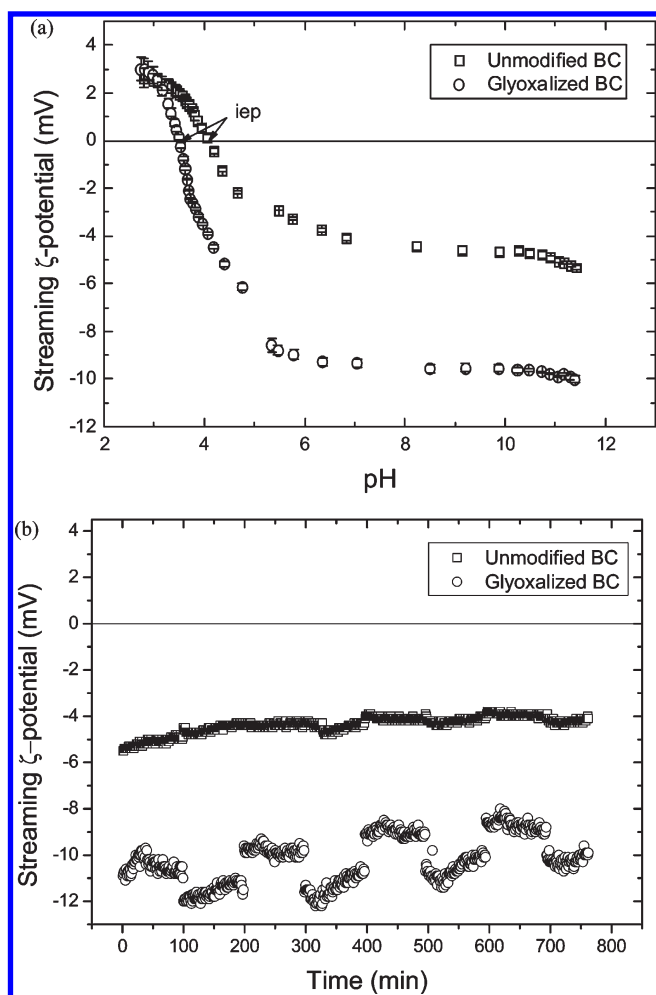 (a)
Unmodified BC
Glyoxalized BC
iep
Streaming ζ-potential (mV)
4
2
0
-2
-4
-6
-8
-10
-12
2 4 6 8 10 12
pH
(b)
Unmodified BC
Glyoxalized BC
Streaming ζ–potential (mV)
4
2
0
-2
-4
-6
-8
-10
-12
0 100 200 300 400 500 600 700 800
Time (min)